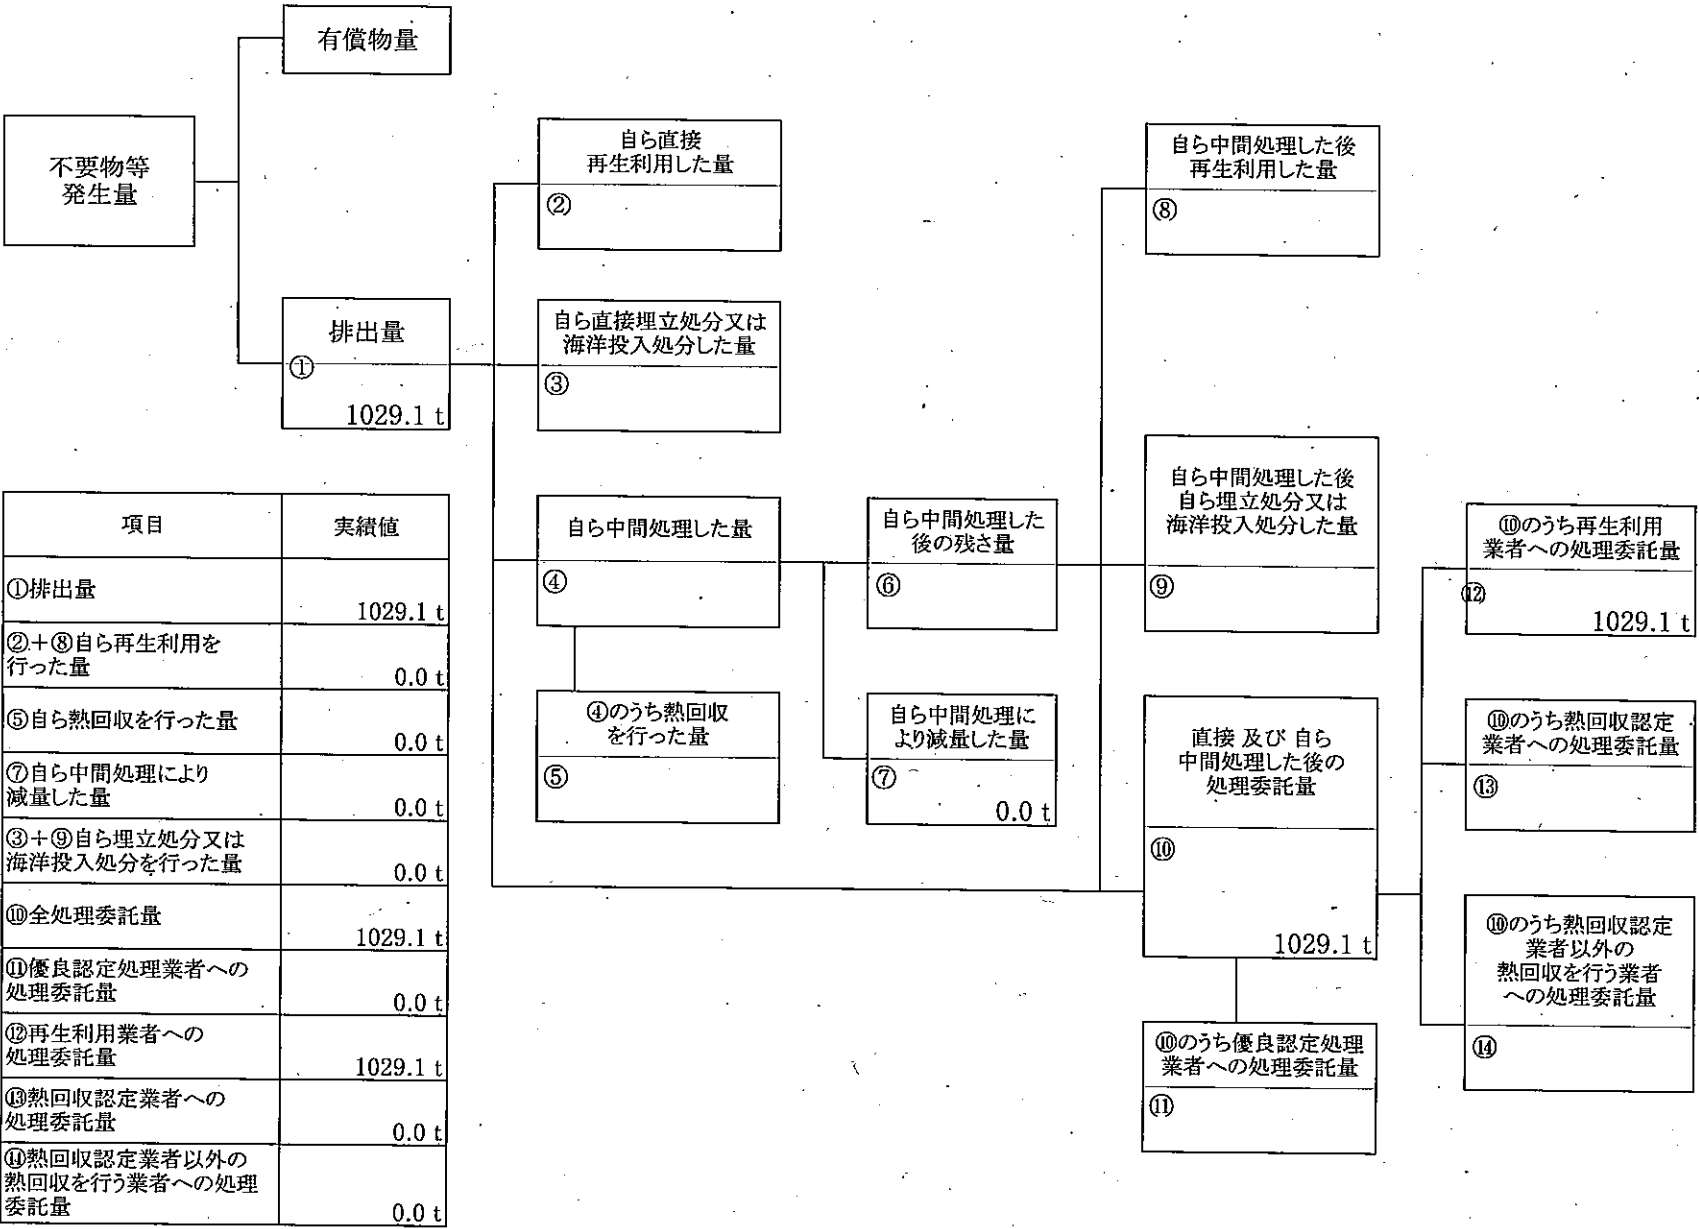 有償物量
不要物等
発生量
排出量
①
1029.1 t
自ら直接
再生利用した量
②
自ら直接埋立処分又は
海洋投入処分した量
③
自ら中間処理した量
④
④のうち熱回収
を行った量
⑤
自ら中間処理した
後の残さ量
⑥
自ら中間処理に
より減量した量
⑦
0.0 t
自ら中間処理した後
再生利用した量
⑧
自ら中間処理した後
自ら埋立処分又は
海洋投入処分した量
⑨
直接 及び 自ら
中間処理した後の
処理委託量
⑩
1029.1 t
⑩のうち優良認定処理
業者への処理委託量
⑪
⑩のうち再生利用
業者への処理委託量
⑫
1029.1 t
⑩のうち熱回収認定
業者への処理委託量
⑬
⑩のうち熱回収認定
業者以外の
熱回収を行う業者
への処理委託量
⑭
項目 実績値
①排出量
1029.1 t
②+⑧自ら再生利用を
行った量
0.0 t
⑤自ら熱回収を行った量
0.0 t
⑦自ら中間処理により
減量した量
0.0 t
③+⑨自ら埋立処分又は
海洋投入処分を行った量
0.0 t
⑩全処理委託量
1029.1 t
⑪優良認定処理業者への
処理委託量
0.0 t
⑫再生利用業者への
処理委託量
1029.1 t
⑬熱回収認定業者への
処理委託量
0.0 t
⑭熱回収認定業者以外の
熱回収を行う業者への処理
委託量
0.0 t